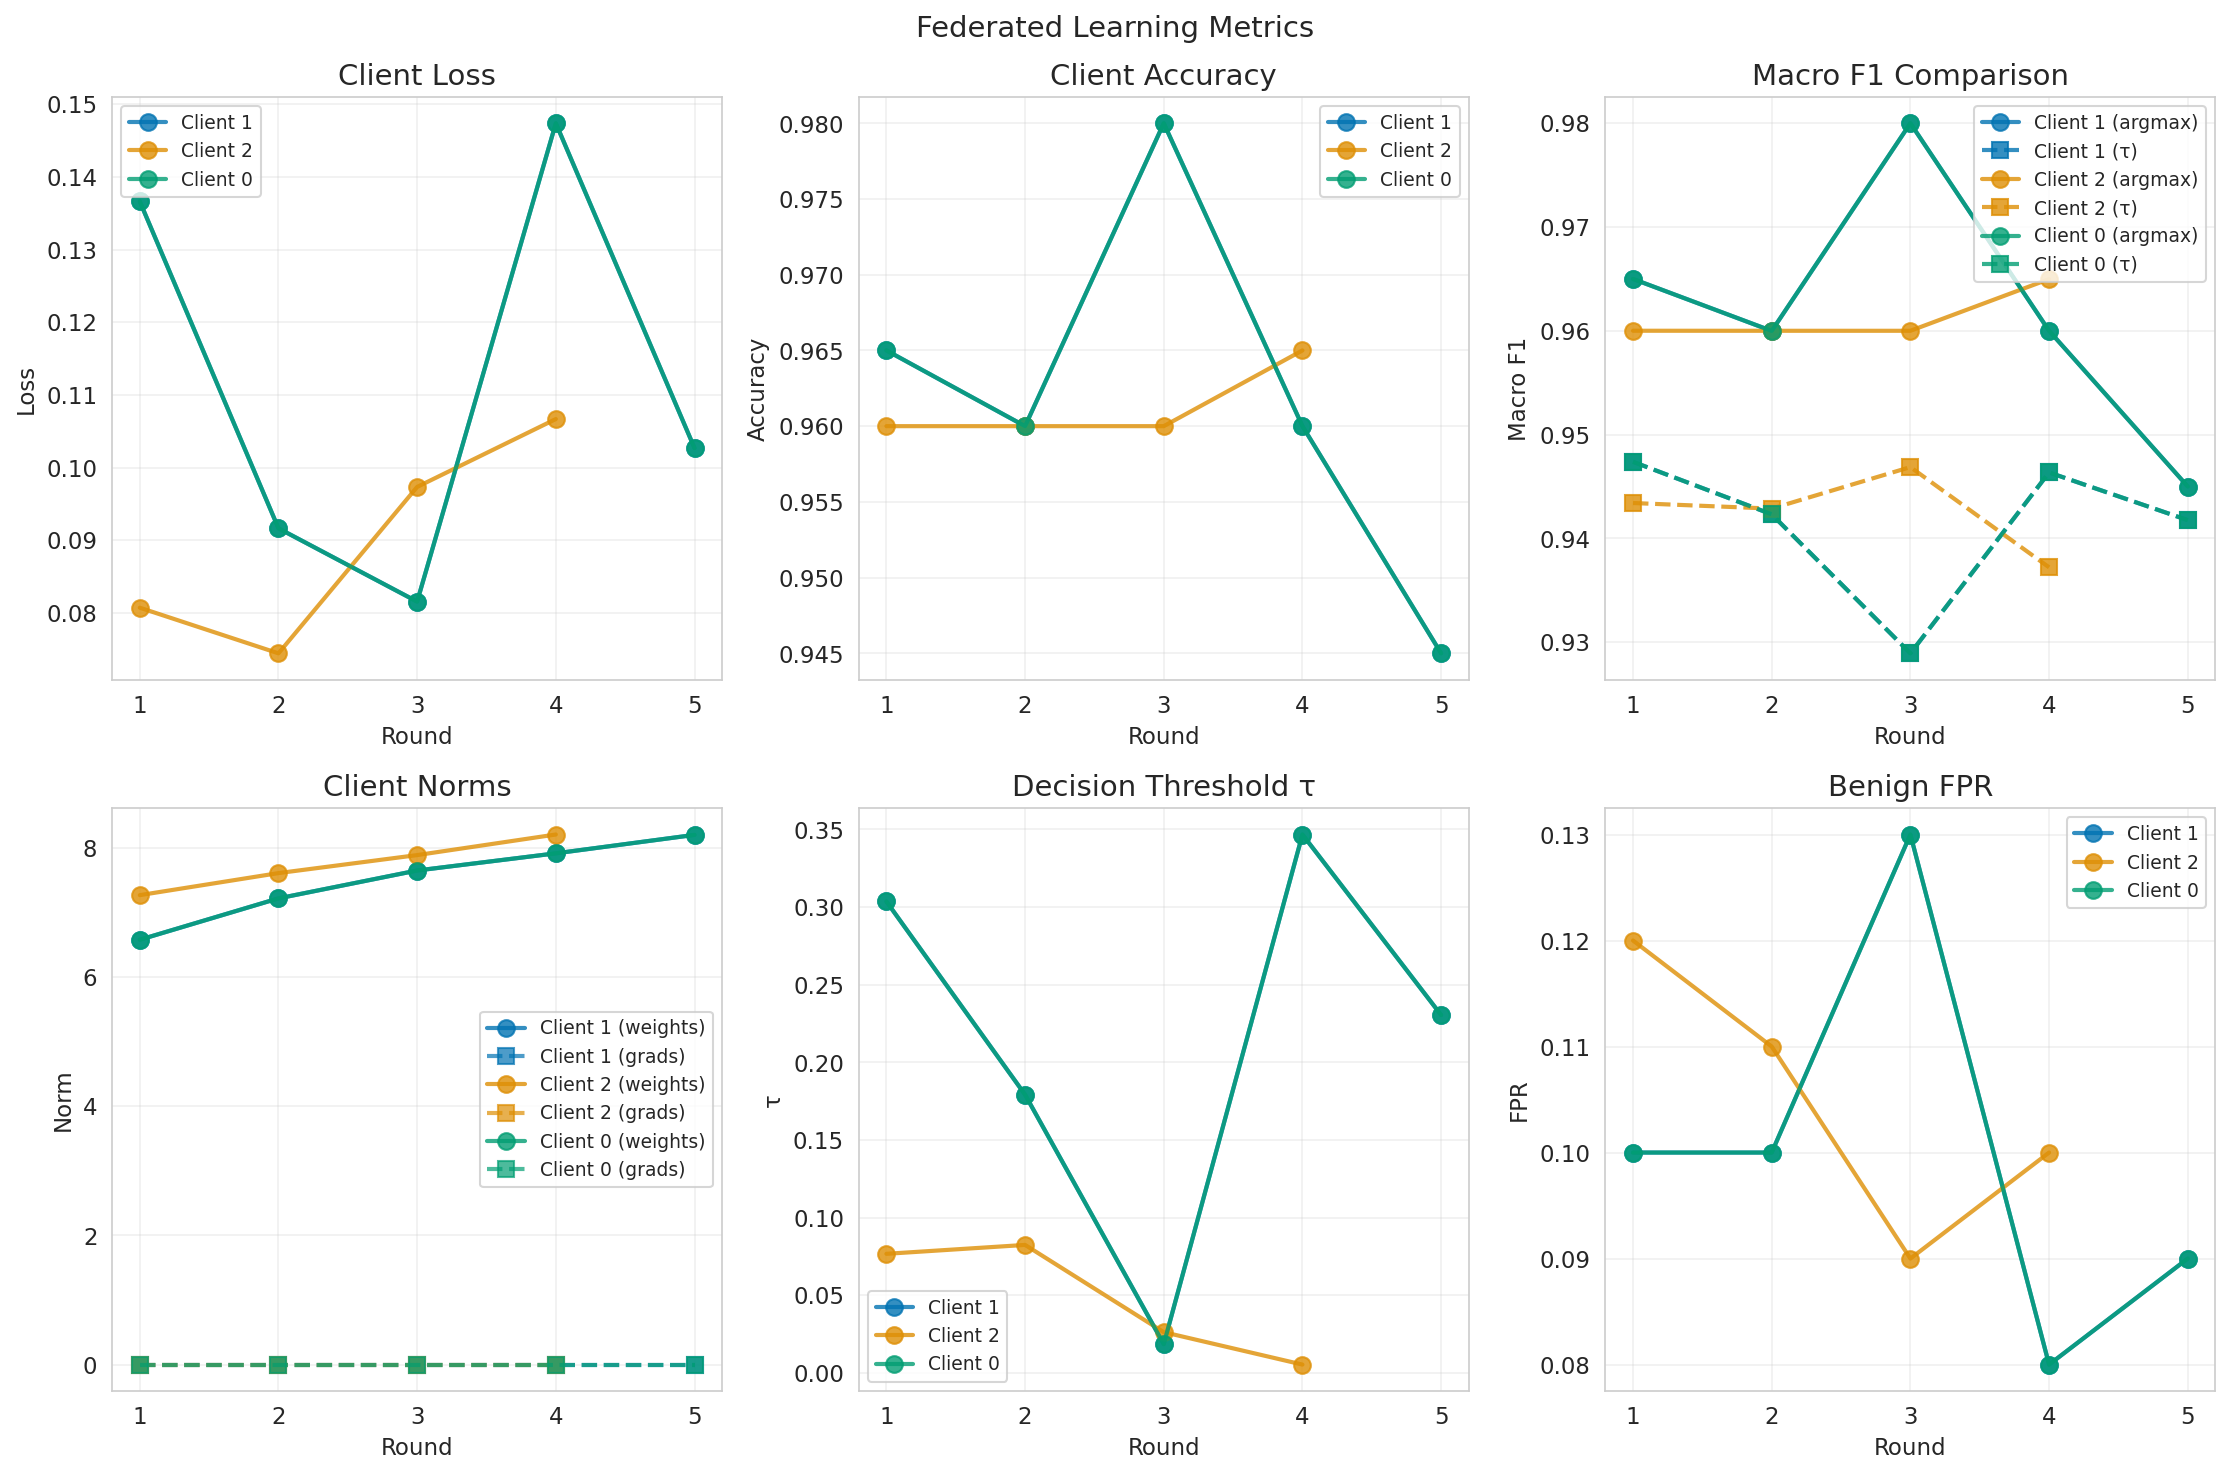 Federated Learning Metrics
Client Loss
Loss
0.15
0.14
0.13
0.12
0.11
0.10
0.09
0.08
Client 1
Client 2
Client 0
1 2 3 4 5
Round
Client Accuracy
Accuracy
0.980
0.975
0.970
0.965
0.960
0.955
0.950
0.945
Client 1
Client 2
Client 0
1 2 3 4 5
Round
Macro F1 Comparison
Macro F1
0.98
0.97
0.96
0.95
0.94
0.93
Client 1 (argmax)
Client 1 (τ)
Client 2 (argmax)
Client 2 (τ)
Client 0 (argmax)
Client 0 (τ)
1 2 3 4 5
Round
Client Norms
Norm
8
6
4
2
0
Client 1 (weights)
Client 1 (grads)
Client 2 (weights)
Client 2 (grads)
Client 0 (weights)
Client 0 (grads)
1 2 3 4 5
Round
Decision Threshold τ
τ
0.35
0.30
0.25
0.20
0.15
0.10
0.05
0.00
Client 1
Client 2
Client 0
1 2 3 4 5
Round
Benign FPR
FPR
0.13
0.12
0.11
0.10
0.09
0.08
Client 1
Client 2
Client 0
1 2 3 4 5
Round